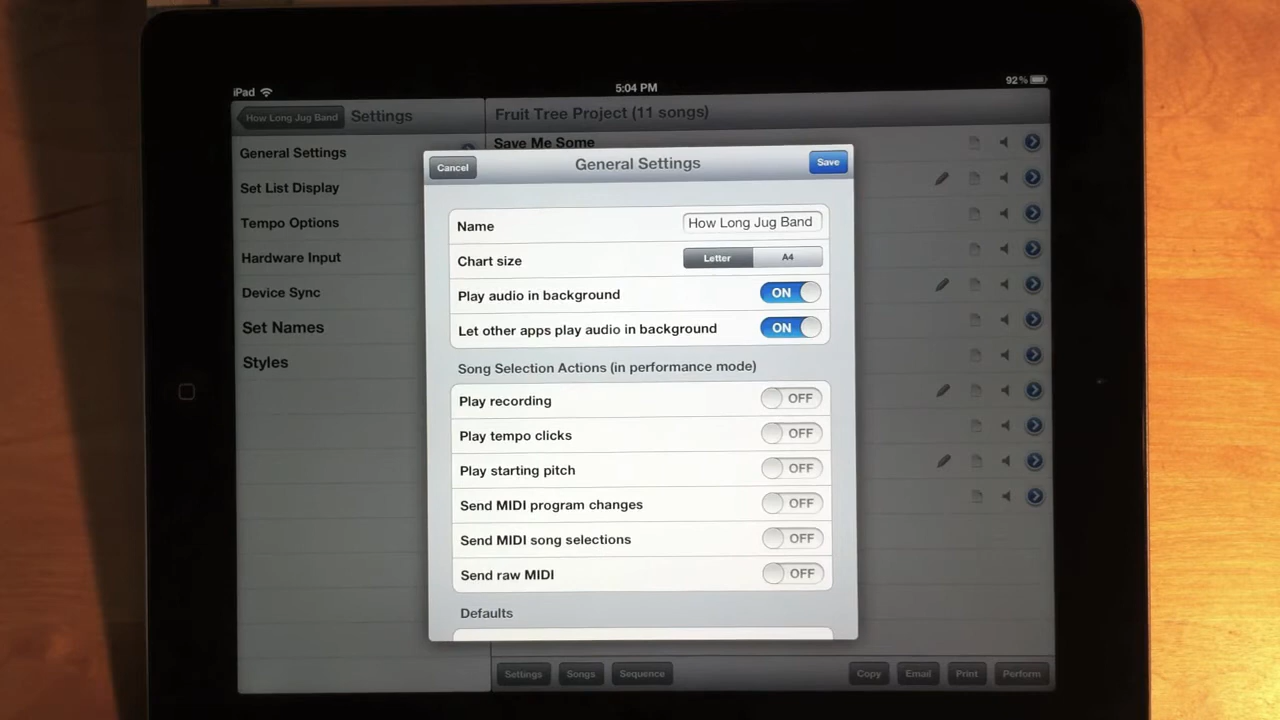 iPad 5:04 PM 92%
How Long Jug Band Settings Fruit Tree Project (11 songs)
General Settings
Set List Display
Tempo Options
Hardware Input
Device Sync
Set Names
Styles
Save Me Some
Cancel General Settings Save
Name How Long Jug Band
Chart size Letter A4
Play audio in background ON
Let other apps play audio in background ON
Song Selection Actions (in performance mode)
Play recording OFF
Play tempo clicks OFF
Play starting pitch OFF
Send MIDI program changes OFF
Send MIDI song selections OFF
Send raw MIDI OFF
Defaults
Settings Songs Sequence Copy Email Print Perform